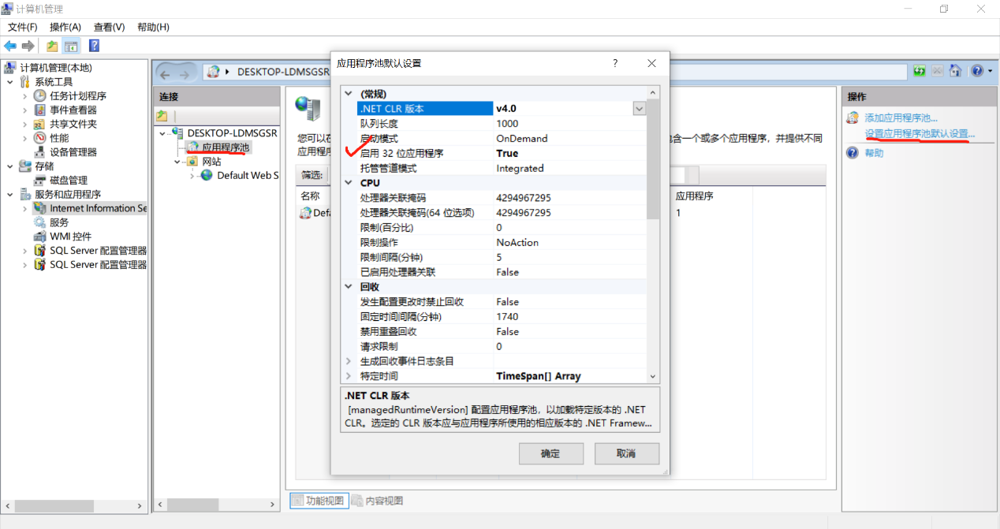 计算机管理
文件(F) 操作(A) 查看(V) 帮助(H)
计算机管理(本地)
系统工具
任务计划程序
事件查看器
共享文件夹
性能
设备管理器
存储
磁盘管理
服务和应用程序
Internet Information Se
服务
WMI 控件
SQL Server 配置管理器
SQL Server 配置管理器
DESKTOP-LDMSGSR
连接
DESKTOP-LDMSGSR
应用程序池
网站
Default Web S
您可以在
含一个或多个应用程序，并提供不同
应用程序
筛选:
名称
应用程序
Defa
1
应用程序池默认设置
?
(常规)
.NET CLR 版本 v4.0
队列长度 1000
启动模式 OnDemand
启用 32 位应用程序 True
托管管道模式 Integrated
CPU
处理器关联掩码 4294967295
处理器关联掩码(64 位选项) 4294967295
限制(百分比) 0
限制操作 NoAction
限制间隔(分钟) 5
已启用处理器关联 False
回收
发生配置更改时禁止回收 False
固定时间间隔(分钟) 1740
禁用重叠回收 False
请求限制 0
生成回收事件日志条目
特定时间 TimeSpan[] Array
.NET CLR 版本
[managedRuntimeVersion] 配置应用程序池，以加载特定版本的 .NET
CLR。选定的 CLR 版本应与应用程序所使用的相应版本的 .NET Framew...
确定 取消
功能视图 内容视图
操作
添加应用程序池...
设置应用程序池默认设置...
帮助